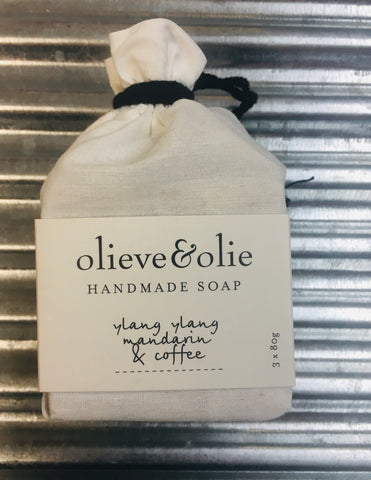 olieve&olie
HANDMADE SOAP
ylang ylang
mandarin
& coffee
3 x 80g